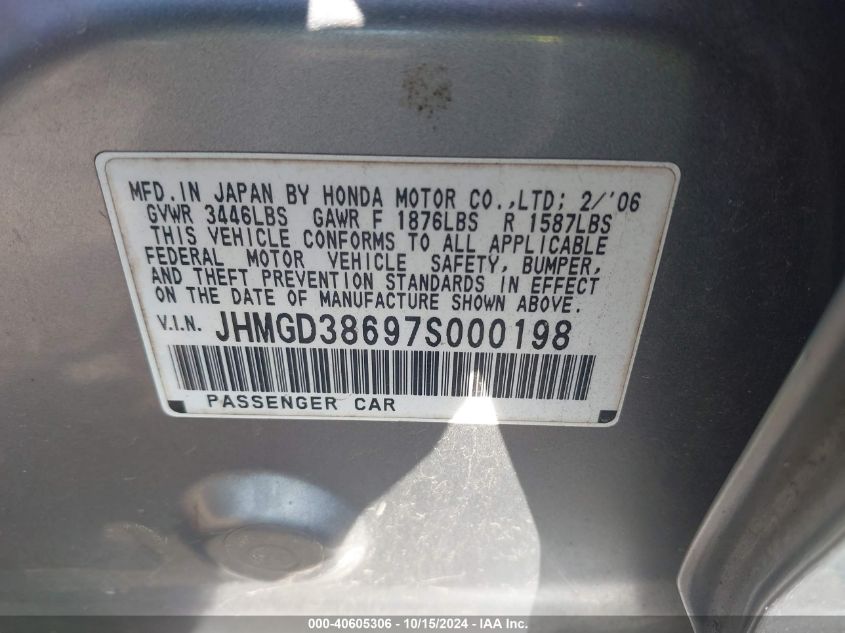 MFD.IN JAPAN BY HONDA MOTOR CO.,LTD; 2/'06
GVWR 3446LBS GAWR F 1876LBS R 1587LBS
THIS VEHICLE CONFORMS TO ALL APPLICABLE
FEDERAL MOTOR VEHICLE SAFETY, BUMPER,
AND THEFT PREVENTION STANDARDS IN EFFECT
ON THE DATE OF MANUFACTURE SHOWN ABOVE.
V.I.N. JHMGD38697S000198
PASSENGER CAR
000-40605306 - 10/15/2024 - IAA Inc.